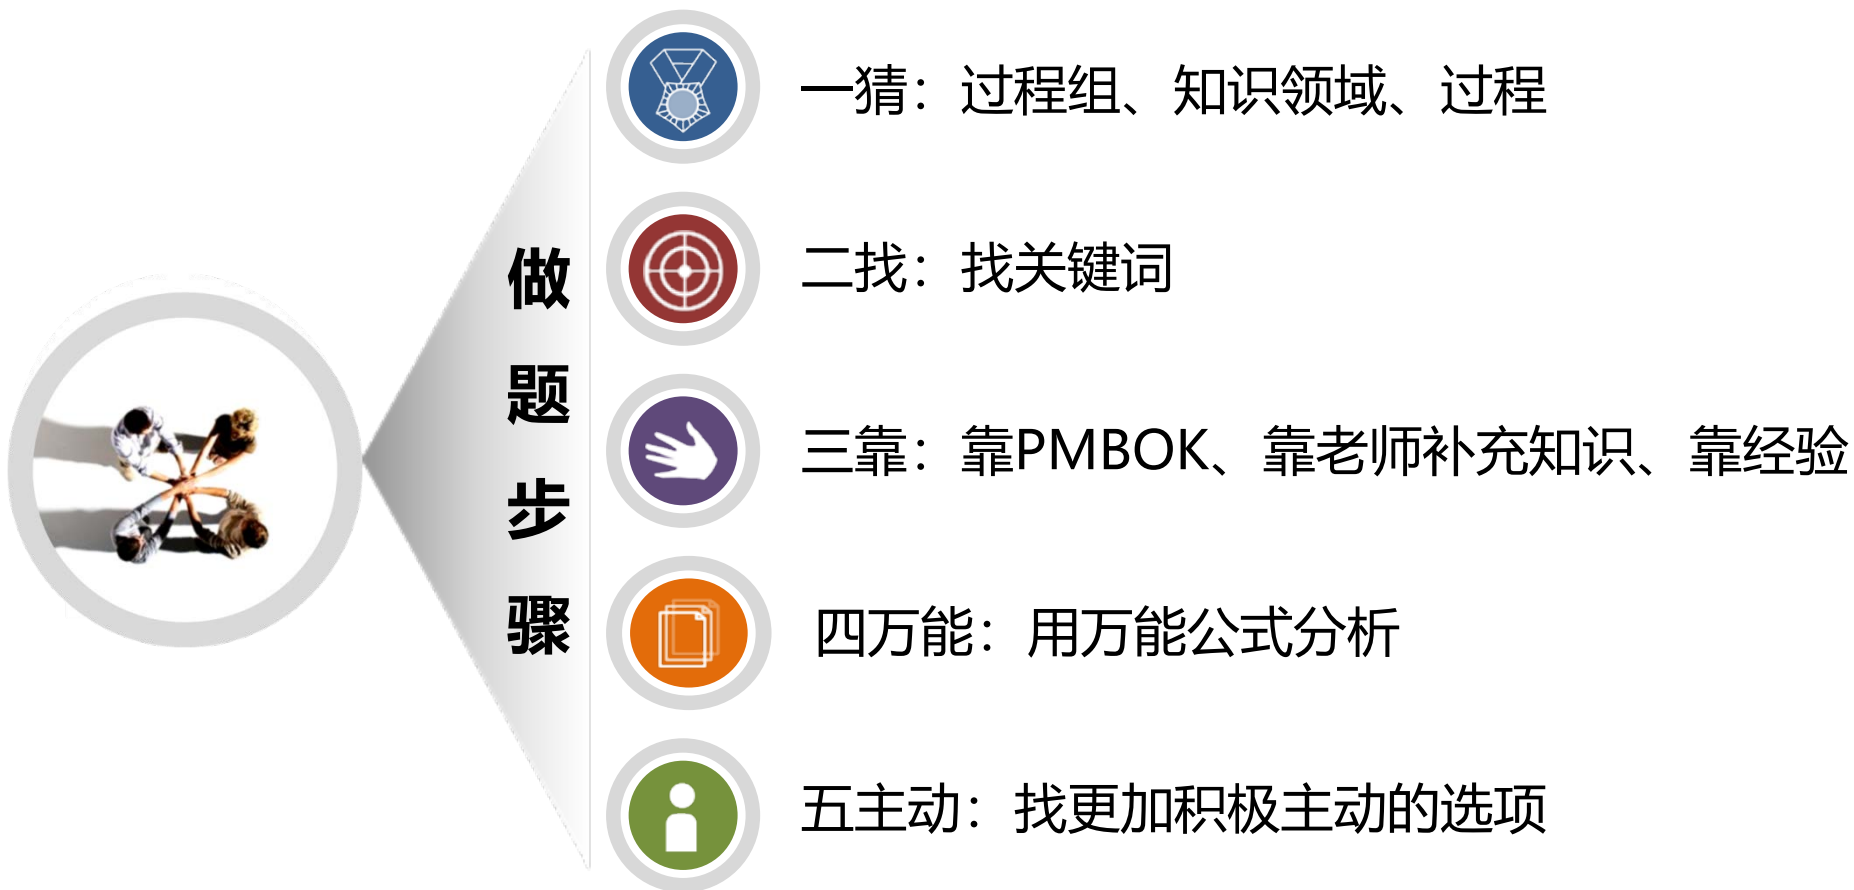 做题步骤
一猜：过程组、知识领域、过程
二找：找关键词
三靠：靠PMBOK、靠老师补充知识、靠经验
四万能：用万能公式分析
五主动：找更加积极主动的选项